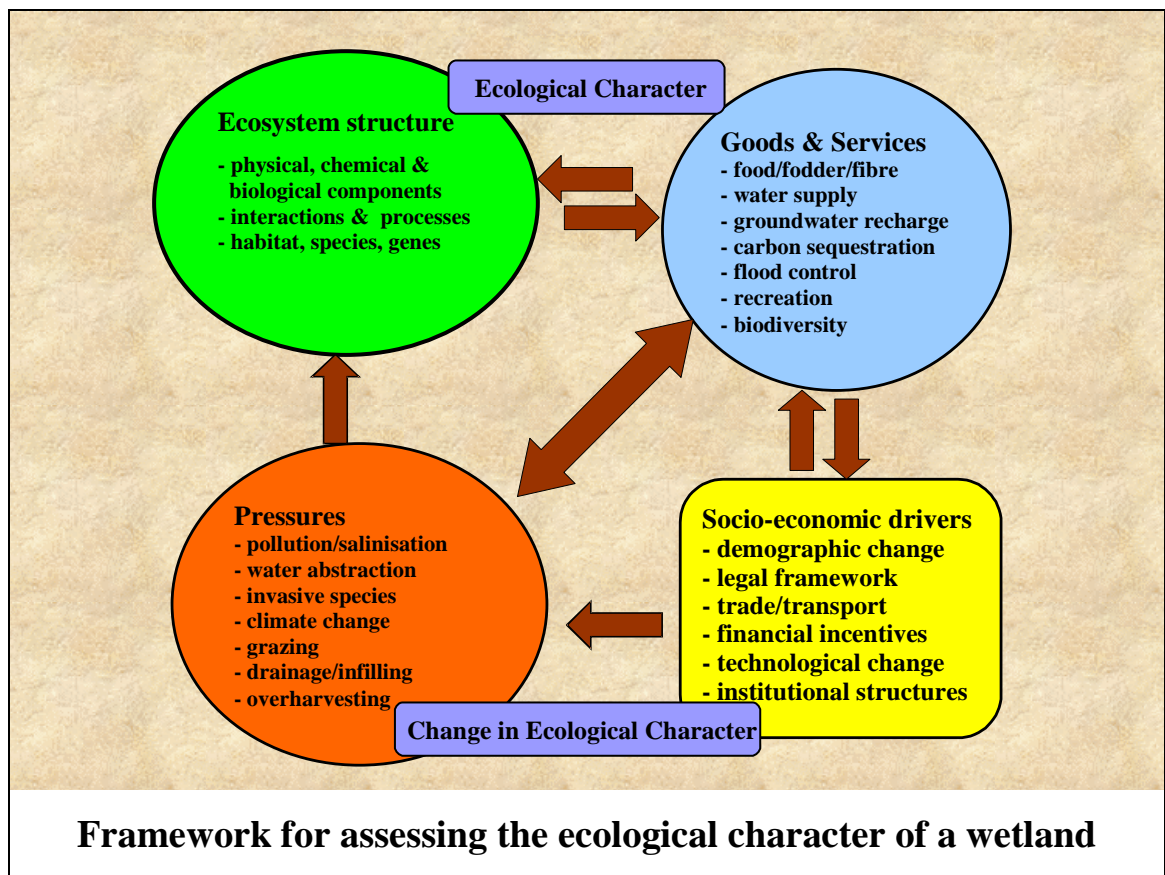 Ecological Character
Ecosystem structure
- physical, chemical &
biological components
- interactions & processes
- habitat, species, genes
Goods & Services
- food/fodder/fibre
- water supply
- groundwater recharge
- carbon sequestration
- flood control
- recreation
- biodiversity
Pressures
- pollution/salinisation
- water abstraction
- invasive species
- climate change
- grazing
- drainage/infilling
- overharvesting
Socio-economic drivers
- demographic change
- legal framework
- trade/transport
- financial incentives
- technological change
- institutional structures
Change in Ecological Character
Framework for assessing the ecological character of a wetland